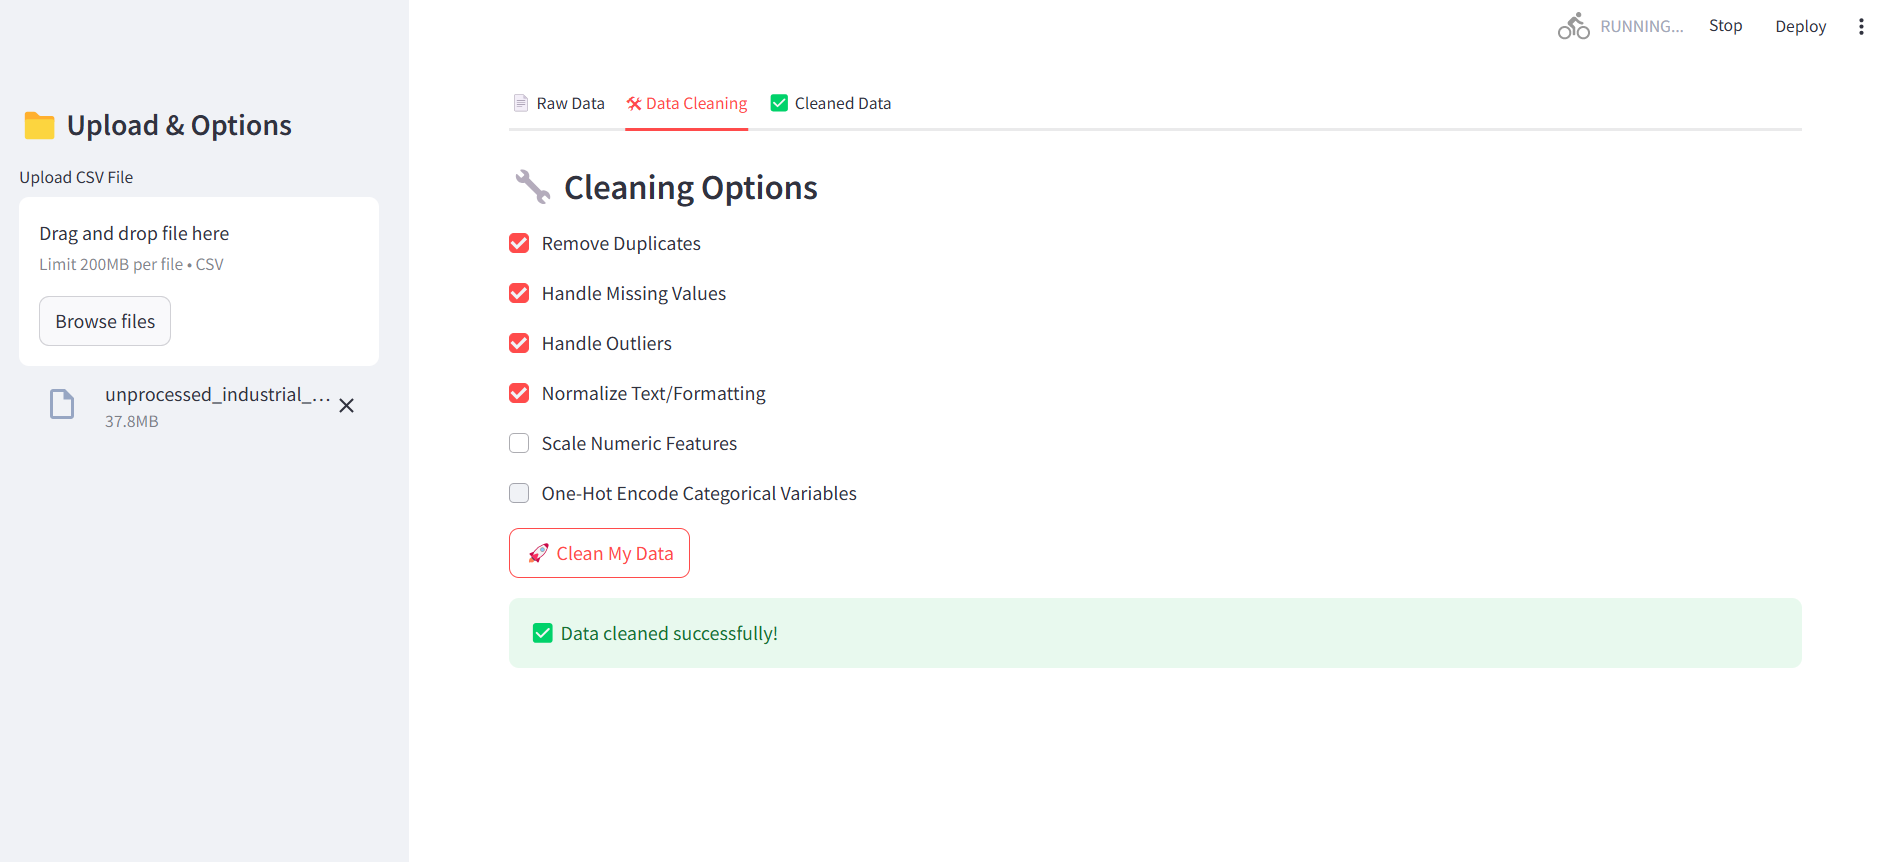 RUNNING...
Stop
Deploy
Upload & Options
Upload CSV File
Drag and drop file here
Limit 200MB per file • CSV
Browse files
unprocessed_industrial_...
37.8MB
Raw Data
Data Cleaning
Cleaned Data
Cleaning Options
Remove Duplicates
Handle Missing Values
Handle Outliers
Normalize Text/Formatting
Scale Numeric Features
One-Hot Encode Categorical Variables
Clean My Data
Data cleaned successfully!